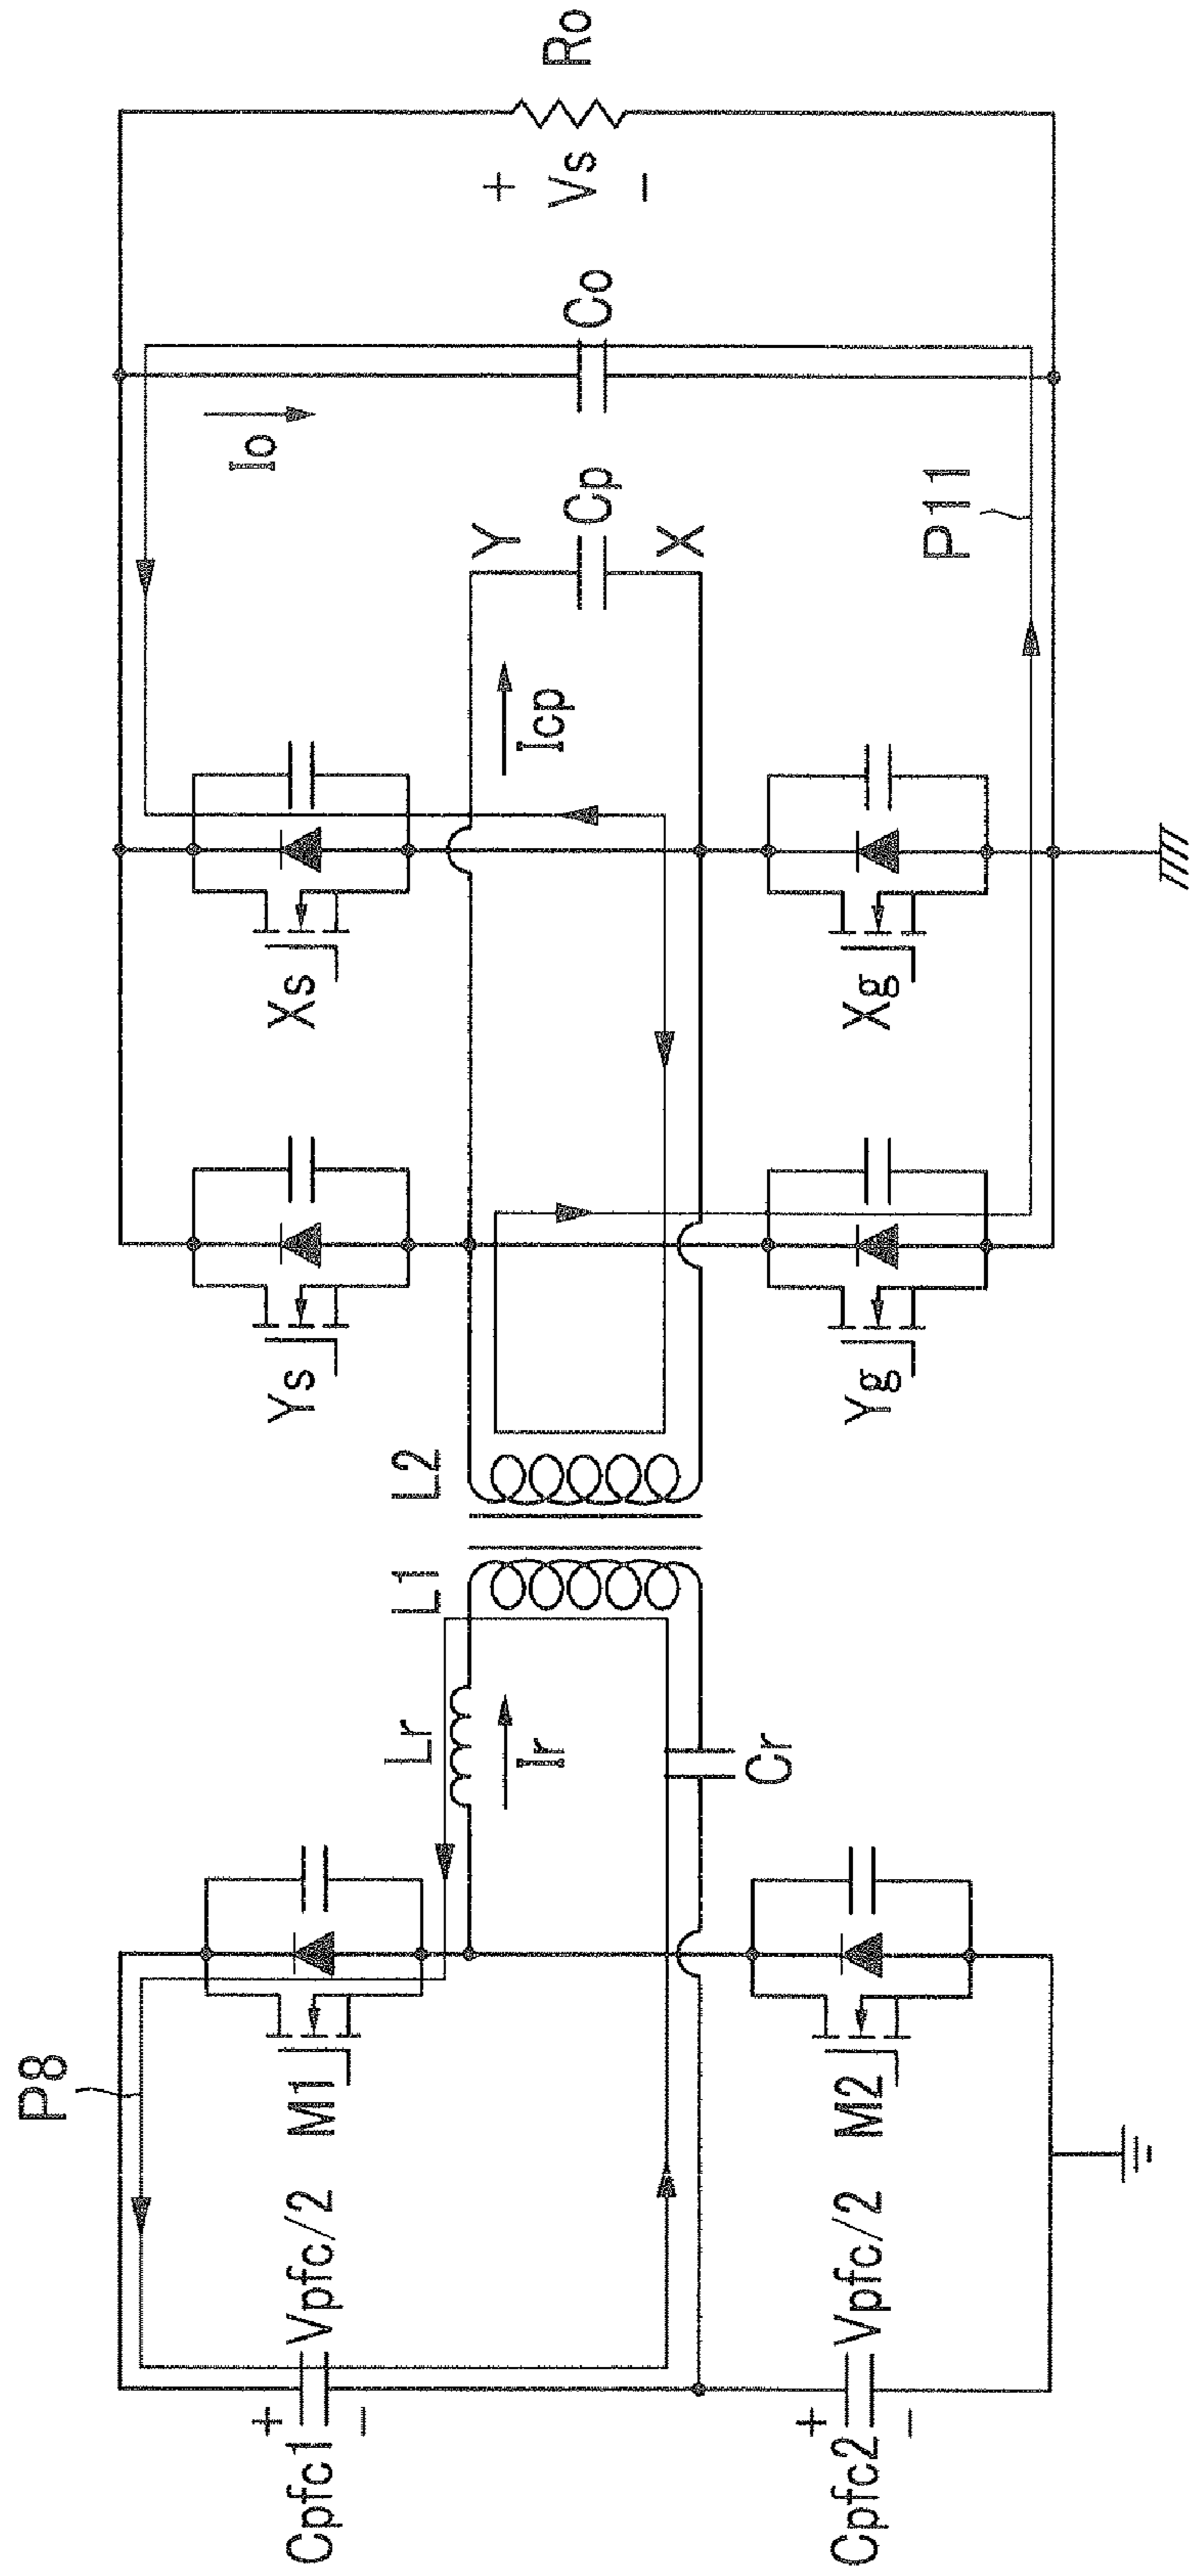 P8
Cpfc1
+
-
Vpfc/2
M1
Lr
Ir
Cr
L1
L2
Cpfc2
+
-
Vpfc/2
M2
Ys
Yg
Xs
Xg
Icp
Y
Cp
X
Io
Co
P11
+
Vs
-
Ro